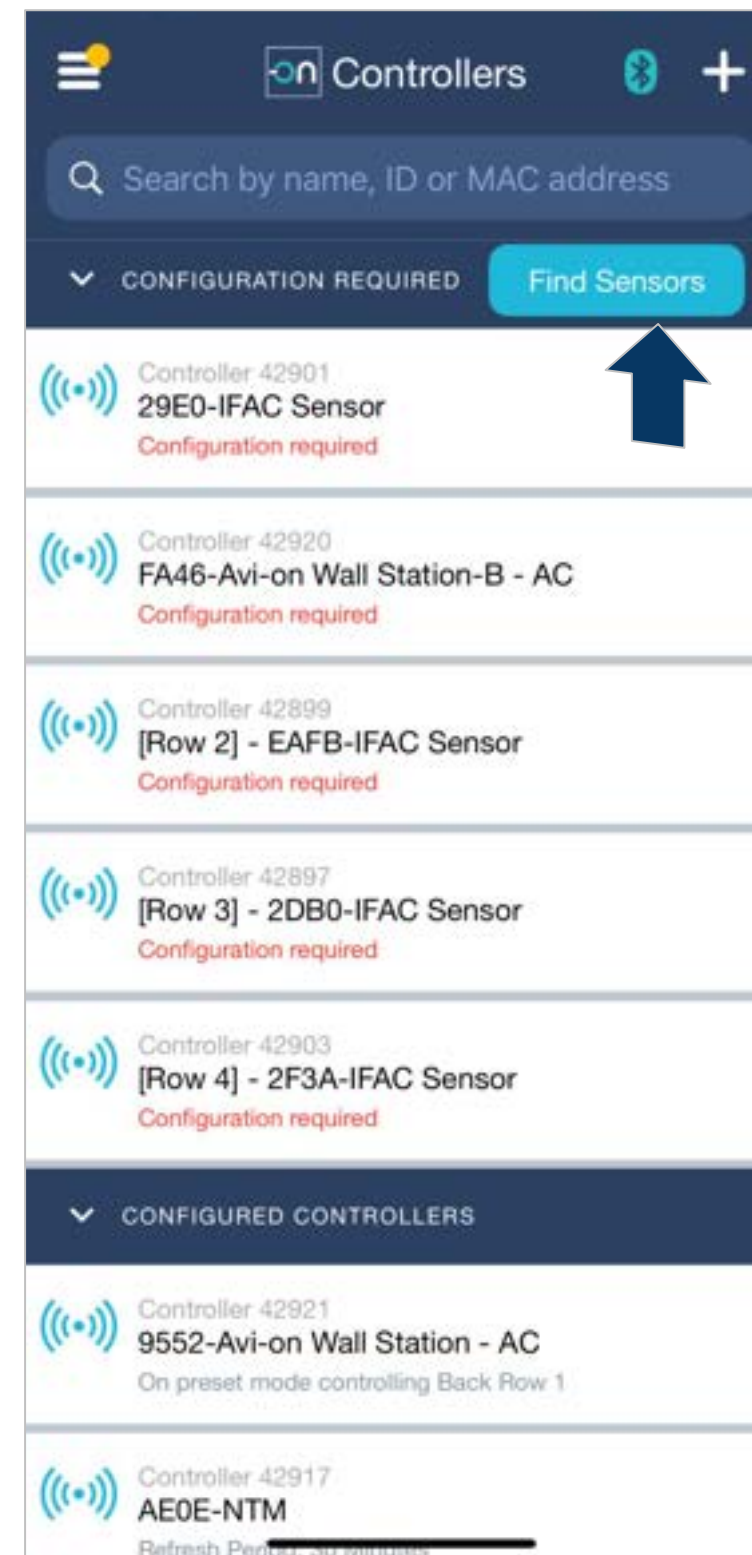 on Controllers
Search by name, ID or MAC address
CONFIGURATION REQUIRED Find Sensors
Controller 42901
29E0-IFAC Sensor
Configuration required
Controller 42920
FA46-Avi-on Wall Station-B - AC
Configuration required
Controller 42899
[Row 2] - EAFB-IFAC Sensor
Configuration required
Controller 42897
[Row 3] - 2DB0-IFAC Sensor
Configuration required
Controller 42903
[Row 4] - 2F3A-IFAC Sensor
Configuration required
CONFIGURED CONTROLLERS
Controller 42921
9552-Avi-on Wall Station - AC
On preset mode controlling Back Row 1
Controller 42917
AE0E-NTM
Refresh Period: 30 Minutes